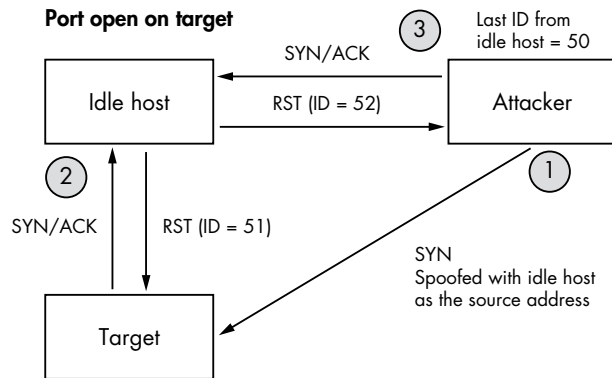 Port open on target
3
Last ID from
idle host = 50
SYN/ACK
Idle host
RST (ID = 52)
Attacker
2
1
SYN/ACK
RST (ID = 51)
SYN
Spoofed with idle host
as the source address
Target